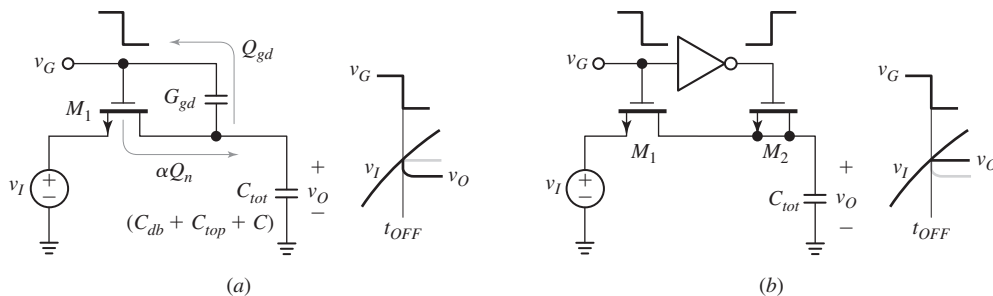 v_G
Q_gd
G_gd
M_1
αQ_n
v_I
+
−
C_tot
(C_db + C_top + C)
+
v_O
−
v_G
v_I
v_O
t_OFF
(a)
v_G
M_1
M_2
v_I
+
−
C_tot
+
v_O
−
v_G
v_I
v_O
t_OFF
(b)